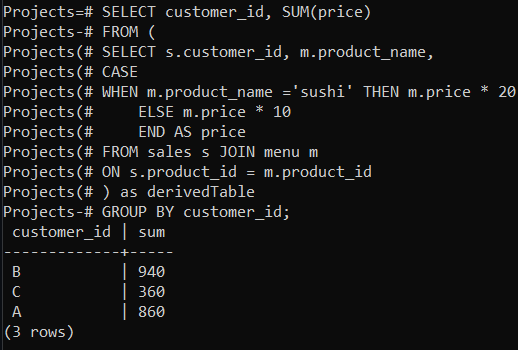 Projects=# SELECT customer_id, SUM(price)
Projects-# FROM (
Projects(# SELECT s.customer_id, m.product_name,
Projects(# CASE
Projects(# WHEN m.product_name ='sushi' THEN m.price * 20
Projects(#     ELSE m.price * 10
Projects(#     END AS price
Projects(# FROM sales s JOIN menu m
Projects(# ON s.product_id = m.product_id
Projects(# ) as derivedTable
Projects-# GROUP BY customer_id;
 customer_id | sum
-------------+-----
 B           | 940
 C           | 360
 A           | 860
(3 rows)